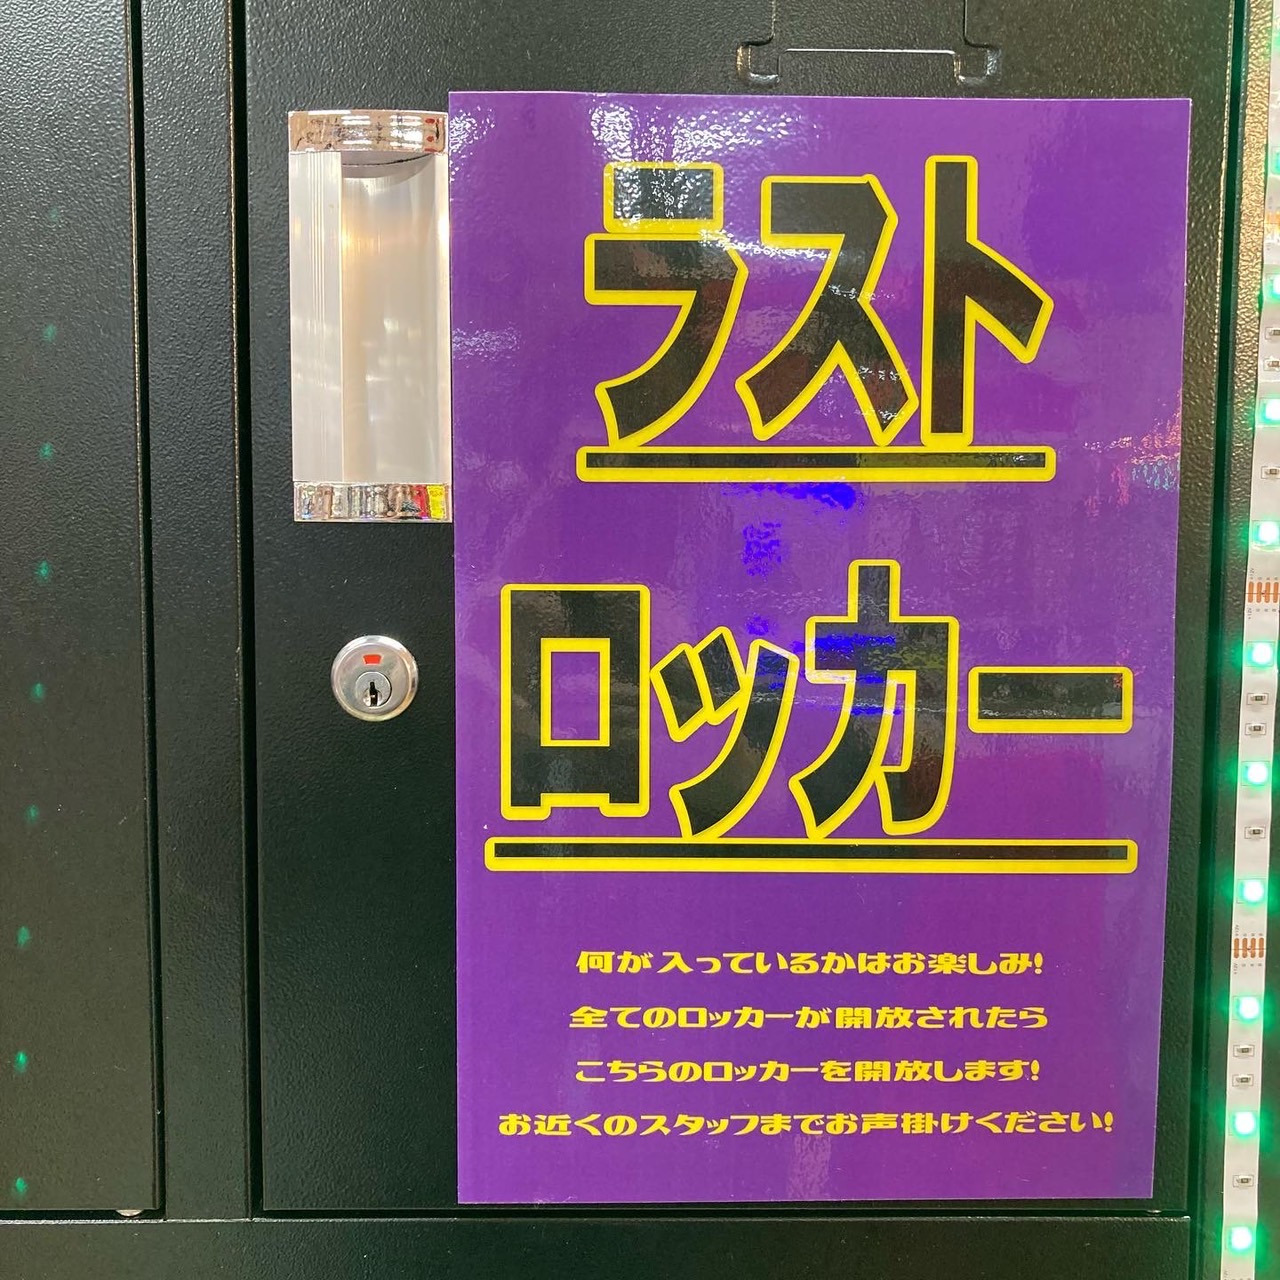 ラスト
ロッカー
何が入っているかはお楽しみ!
全てのロッカーが開放されたら
こちらのロッカーを開放します!
お近くのスタッフまでお声掛けください!